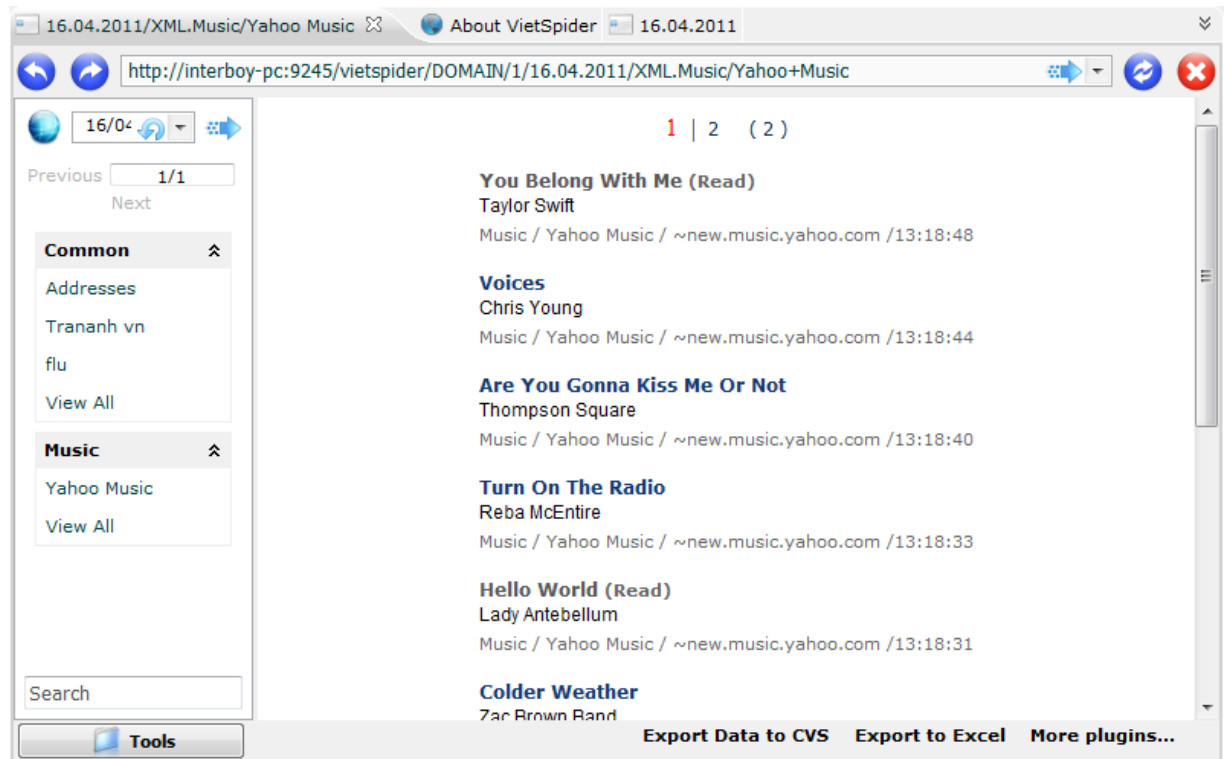 16.04.2011/XML.Music/Yahoo Music About VietSpider 16.04.2011
http://interboy-pc:9245/vietspider/DOMAIN/1/16.04.2011/XML.Music/Yahoo+Music
16/04
Previous 1/1
Next
Common
Addresses
Trananh vn
flu
View All
Music
Yahoo Music
View All
Search
Tools
1 | 2 (2)
You Belong With Me (Read)
Taylor Swift
Music / Yahoo Music / ~new.music.yahoo.com /13:18:48
Voices
Chris Young
Music / Yahoo Music / ~new.music.yahoo.com /13:18:44
Are You Gonna Kiss Me Or Not
Thompson Square
Music / Yahoo Music / ~new.music.yahoo.com /13:18:40
Turn On The Radio
Reba McEntire
Music / Yahoo Music / ~new.music.yahoo.com /13:18:33
Hello World (Read)
Lady Antebellum
Music / Yahoo Music / ~new.music.yahoo.com /13:18:31
Colder Weather
Zac Brown Band
Export Data to CVS Export to Excel More plugins...